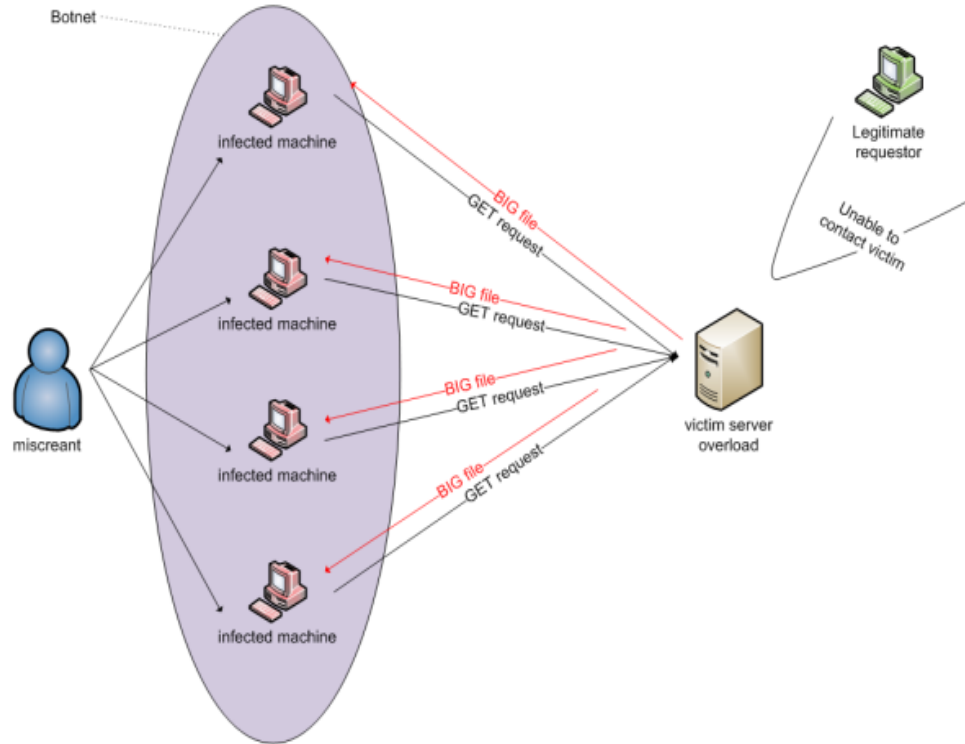 Botnet
infected machine
Legitimate
requestor
BIG file
GET request
Unable to
contact victim
infected machine
BIG file
GET request
BIG file
GET request
miscreant
infected machine
victim server
overload
BIG file
GET request
infected machine